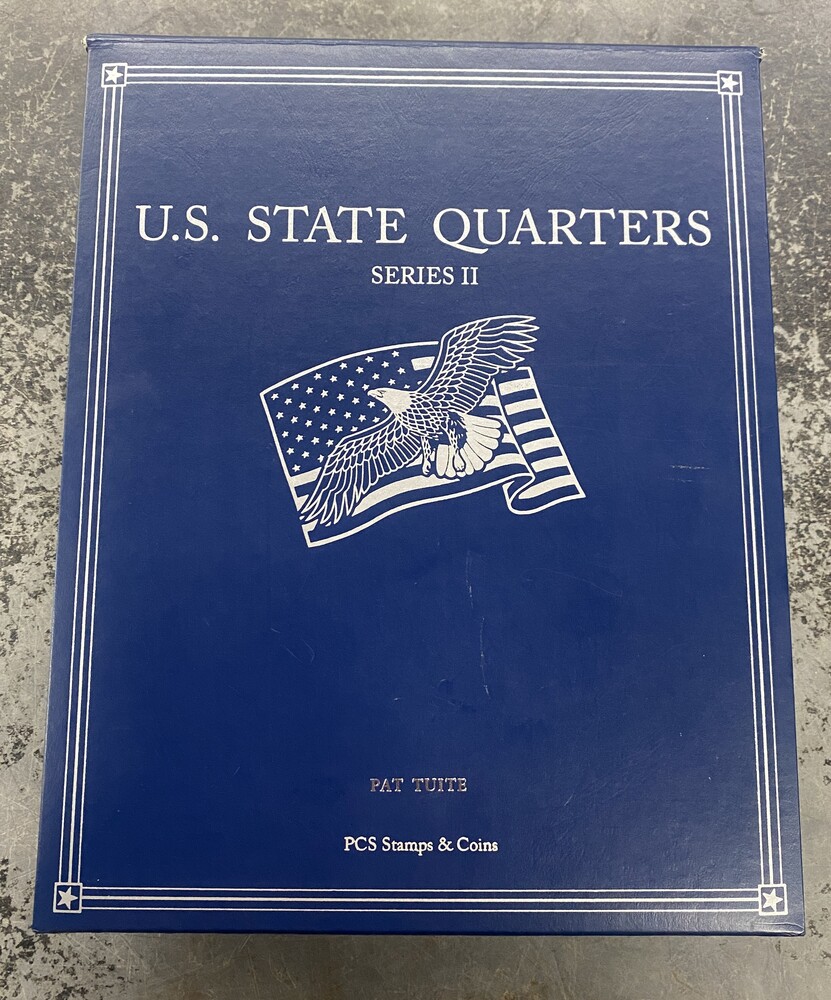 U.S. STATE QUARTERS
SERIES II
PAT TUITE
PCS Stamps & Coins